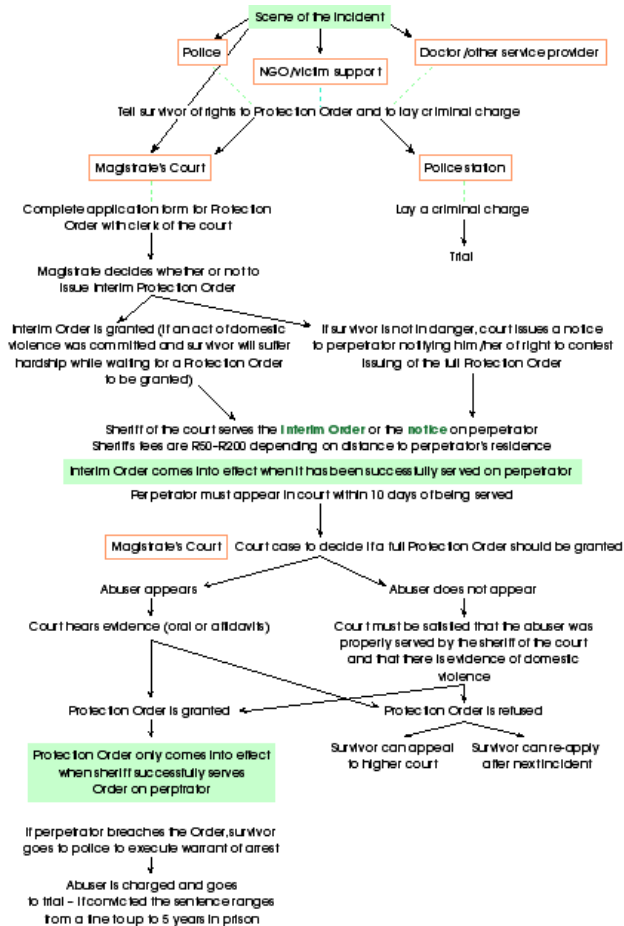 Scene of the incident
Police
Doctor/other service provider
NGO/victim support
Tell survivor of rights to Protection Order and to lay criminal charge
Magistrate's Court
Police station
Complete application form for Protection
Order with clerk of the court
Lay a criminal charge
Trial
Magistrate decides whether or not to
issue Interim Protection Order
Interim Order is granted (if an act of domestic
violence was committed and survivor will suffer
hardship while waiting for a Protection Order
to be granted)
If survivor is not in danger, court issues a notice
to perpetrator notifying him/her of right to contest
issuing of the full Protection Order
Sheriff of the court serves the Interim Order or the notice on perpetrator
Sheriff's fees are R50–R200 depending on distance to perpetrator's residence
Interim Order comes into effect when it has been successfully served on perpetrator
Perpetrator must appear in court within 10 days of being served
Magistrate's Court Court case to decide if a full Protection Order should be granted
Abuser appears
Abuser does not appear
Court hears evidence (oral or affidavits)
Court must be satisfied that the abuser was
properly served by the sheriff of the court
and that there is evidence of domestic
violence
Protection Order is granted
Protection Order is refused
Protection Order only comes into effect
when sheriff successfully serves
Order on perptrator
Survivor can appeal
to higher court
Survivor can re-apply
after next incident
If perpetrator breaches the Order, survivor
goes to police to execute warrant of arrest
Abuser is charged and goes
to trial – if convicted the sentence ranges
from a fine to up to 5 years in prison